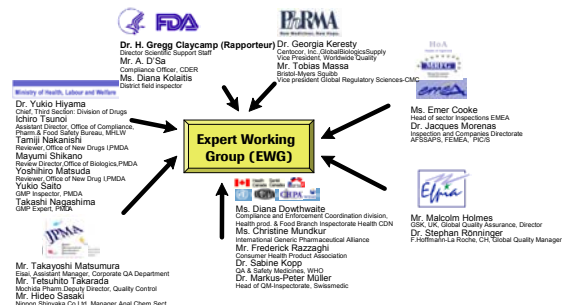 FDA
PhRMA
New Medicines. New Hope.
Dr. H. Gregg Claycamp (Rapporteur)
Director Scientific Support Staff
Mr. A. D'Sa
Compliance Officer, CDER
Ms. Diana Kolaitis
District field inspector
Dr. Georgia Keresty
Centocor, Inc.,GlobalBiologicsSupply
Vice President, Worldwide Quality
Mr. Tobias Massa
Bristol-Myers Squibb
Vice president Global Regulatory Sciences-CMC
emea
Ms. Emer Cooke
Head of sector Inspections EMEA
Dr. Jacques Morenas
Inspection and Companies Directorate
AFSSAPS, FEMEA, PIC/S
Ministry of Health, Labour and Welfare
Dr. Yukio Hiyama
Chief, Third Section: Division of Drugs
Ichiro Tsunoi
Assistant Director, Office of Compliance,
Pharm & Food Safety Bureau, MHLW
Tamiji Nakanishi
Reviewer, Office of New Drugs I,PMDA
Mayumi Shikano
Review Director,Office of Biologics,PMDA
Yoshihiro Matsuda
Reviewer, Office of New Drug I,PMDA
Yukio Saito
GMP Inspector, PMDA
Takashi Nagashima
GMP Expert, PMDA
Expert Working
Group (EWG)
CHPA
Ms. Diana Dowthwaite
Compliance and Enforcement Coordination division,
Health prod. & Food Branch Inspectorate Health CDN
Ms. Christine Mundkur
International Generic Pharmaceutical Alliance
Mr. Frederick Razzaghi
Consumer Health Product Association
Dr. Sabine Kopp
QA & Safety Medicines, WHO
Dr. Markus-Peter Müller
Head of QM-Inspectorate, Swissmedic
Efpia
Mr. Malcolm Holmes
GSK, UK, Global Quality Assurance, Director
Dr. Stephan Rönninger
F.Hoffmann-La Roche, CH, Global Quality Manager
JPMA
Mr. Takayoshi Matsumura
Eisai, Assistant Manager, Corporate QA Department
Mr. Tetsuhito Takarada
Mochida Pharm.Deputy Director, Quality Control
Mr. Hideo Sasaki
Nippon Shinyaku Co.Ltd, Manager Anal.Chem.Sect.